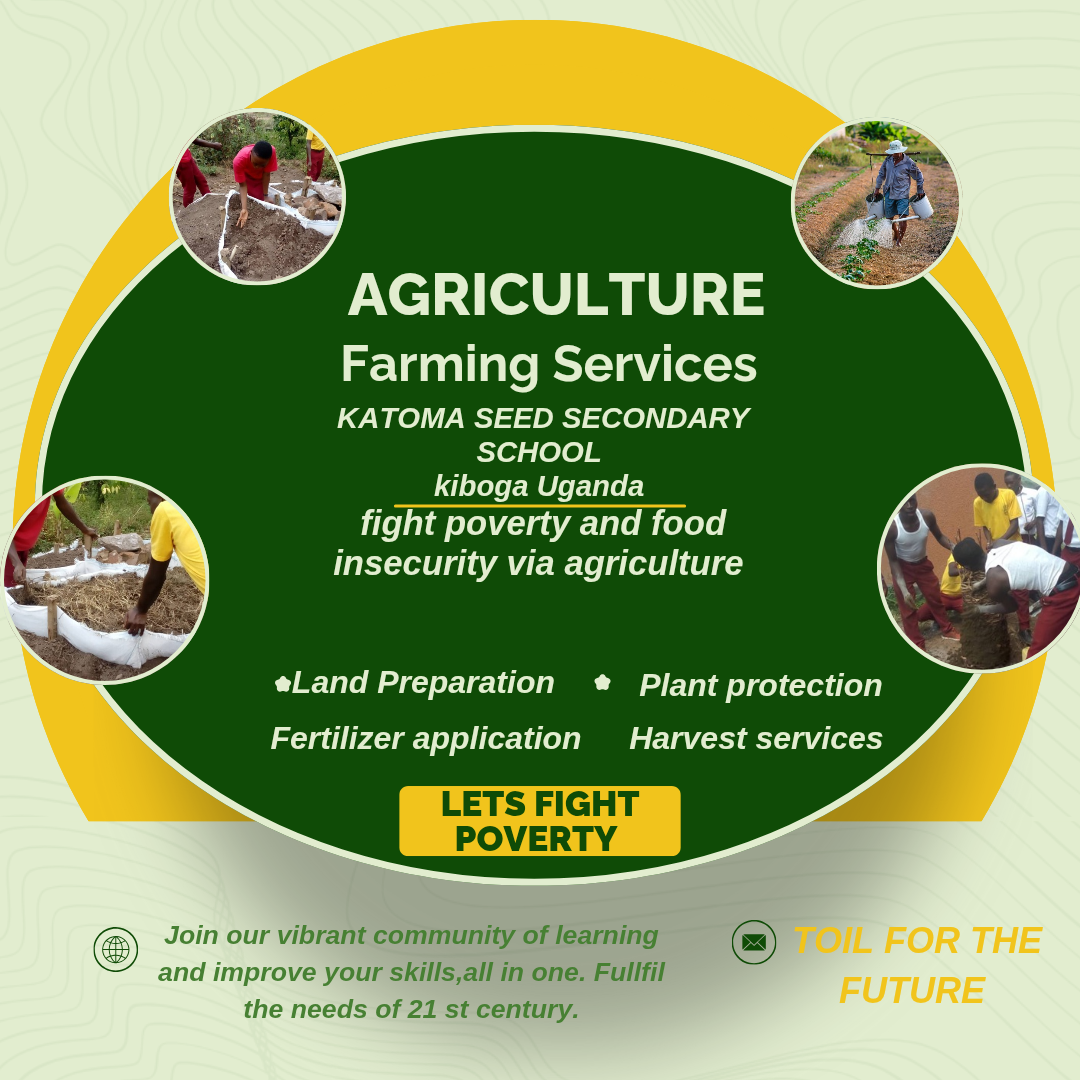 AGRICULTURE
Farming Services
KATOMA SEED SECONDARY
SCHOOL
kiboga Uganda
fight poverty and food
insecurity via agriculture
Land Preparation
Plant protection
Fertilizer application
Harvest services
LETS FIGHT
POVERTY
Join our vibrant community of learning
and improve your skills,all in one. Fullfil
the needs of 21 st century.
TOIL FOR THE
FUTURE